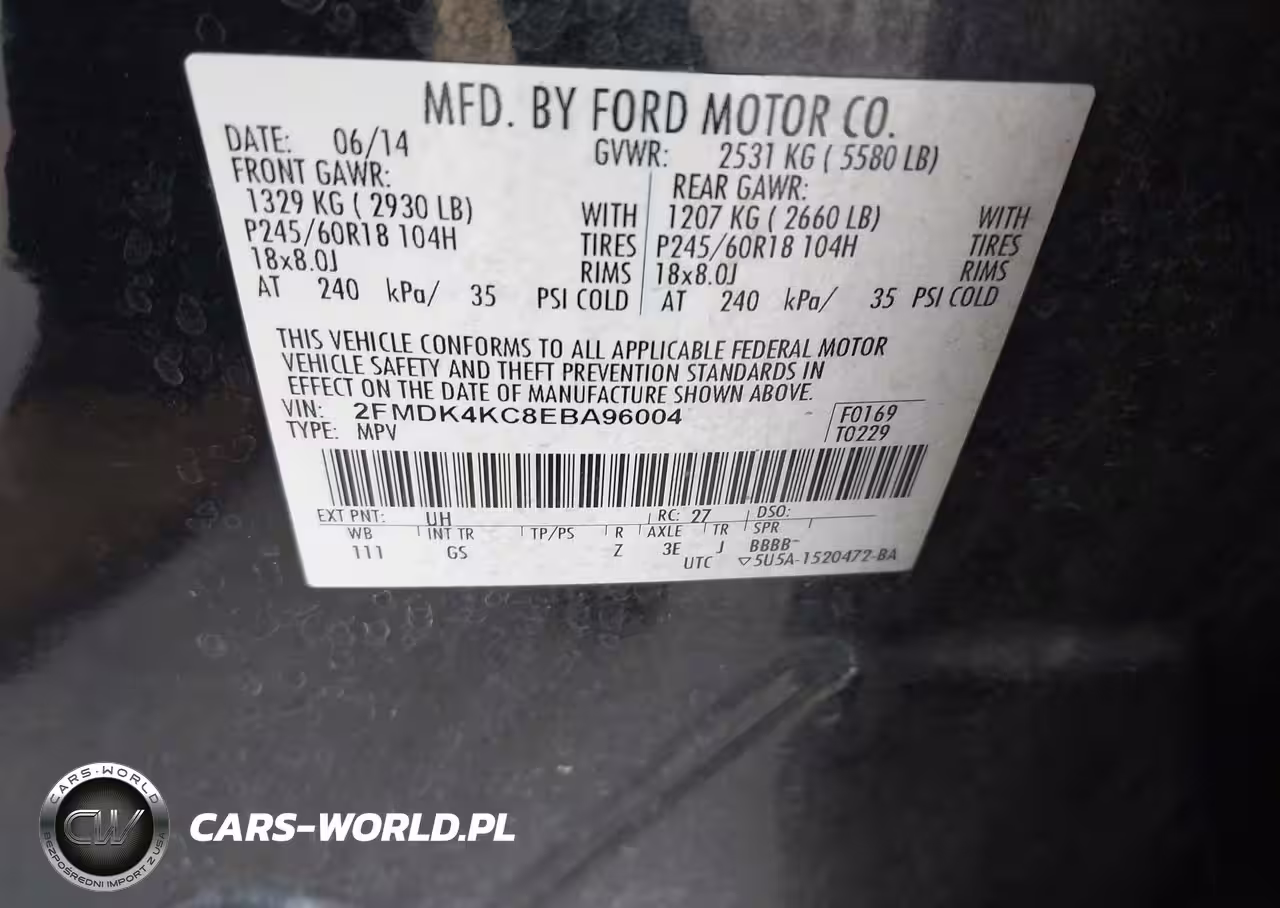 MFD. BY FORD MOTOR CO.
DATE: 06/14 GVWR: 2531 KG ( 5580 LB)
FRONT GAWR: REAR GAWR:
1329 KG ( 2930 LB) WITH 1207 KG ( 2660 LB) WITH
P245/60R18 104H TIRES P245/60R18 104H TIRES
18x8.0J RIMS 18x8.0J RIMS
AT 240 kPa/ 35 PSI COLD AT 240 kPa/ 35 PSI COLD
THIS VEHICLE CONFORMS TO ALL APPLICABLE FEDERAL MOTOR
VEHICLE SAFETY AND THEFT PREVENTION STANDARDS IN
EFFECT ON THE DATE OF MANUFACTURE SHOWN ABOVE.
VIN: 2FMDK4KC8EBA96004 F0169
TYPE: MPV T0229
EXT PNT: UH RC: 27 DSO:
WB INT TR TP/PS R AXLE TR SPR
111 GS Z 3E J BBBB-
UTC ▽5U5A-1520472-BA
CARS-WORLD
CW
BEZPOŚREDNI IMPORT Z USA
CARS-WORLD.PL